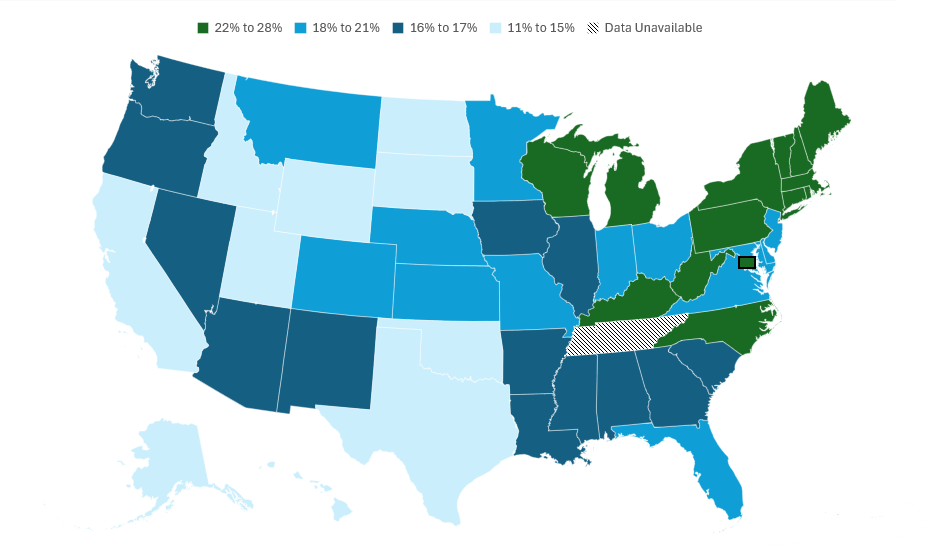 22% to 28% 18% to 21% 16% to 17% 11% to 15% Data Unavailable